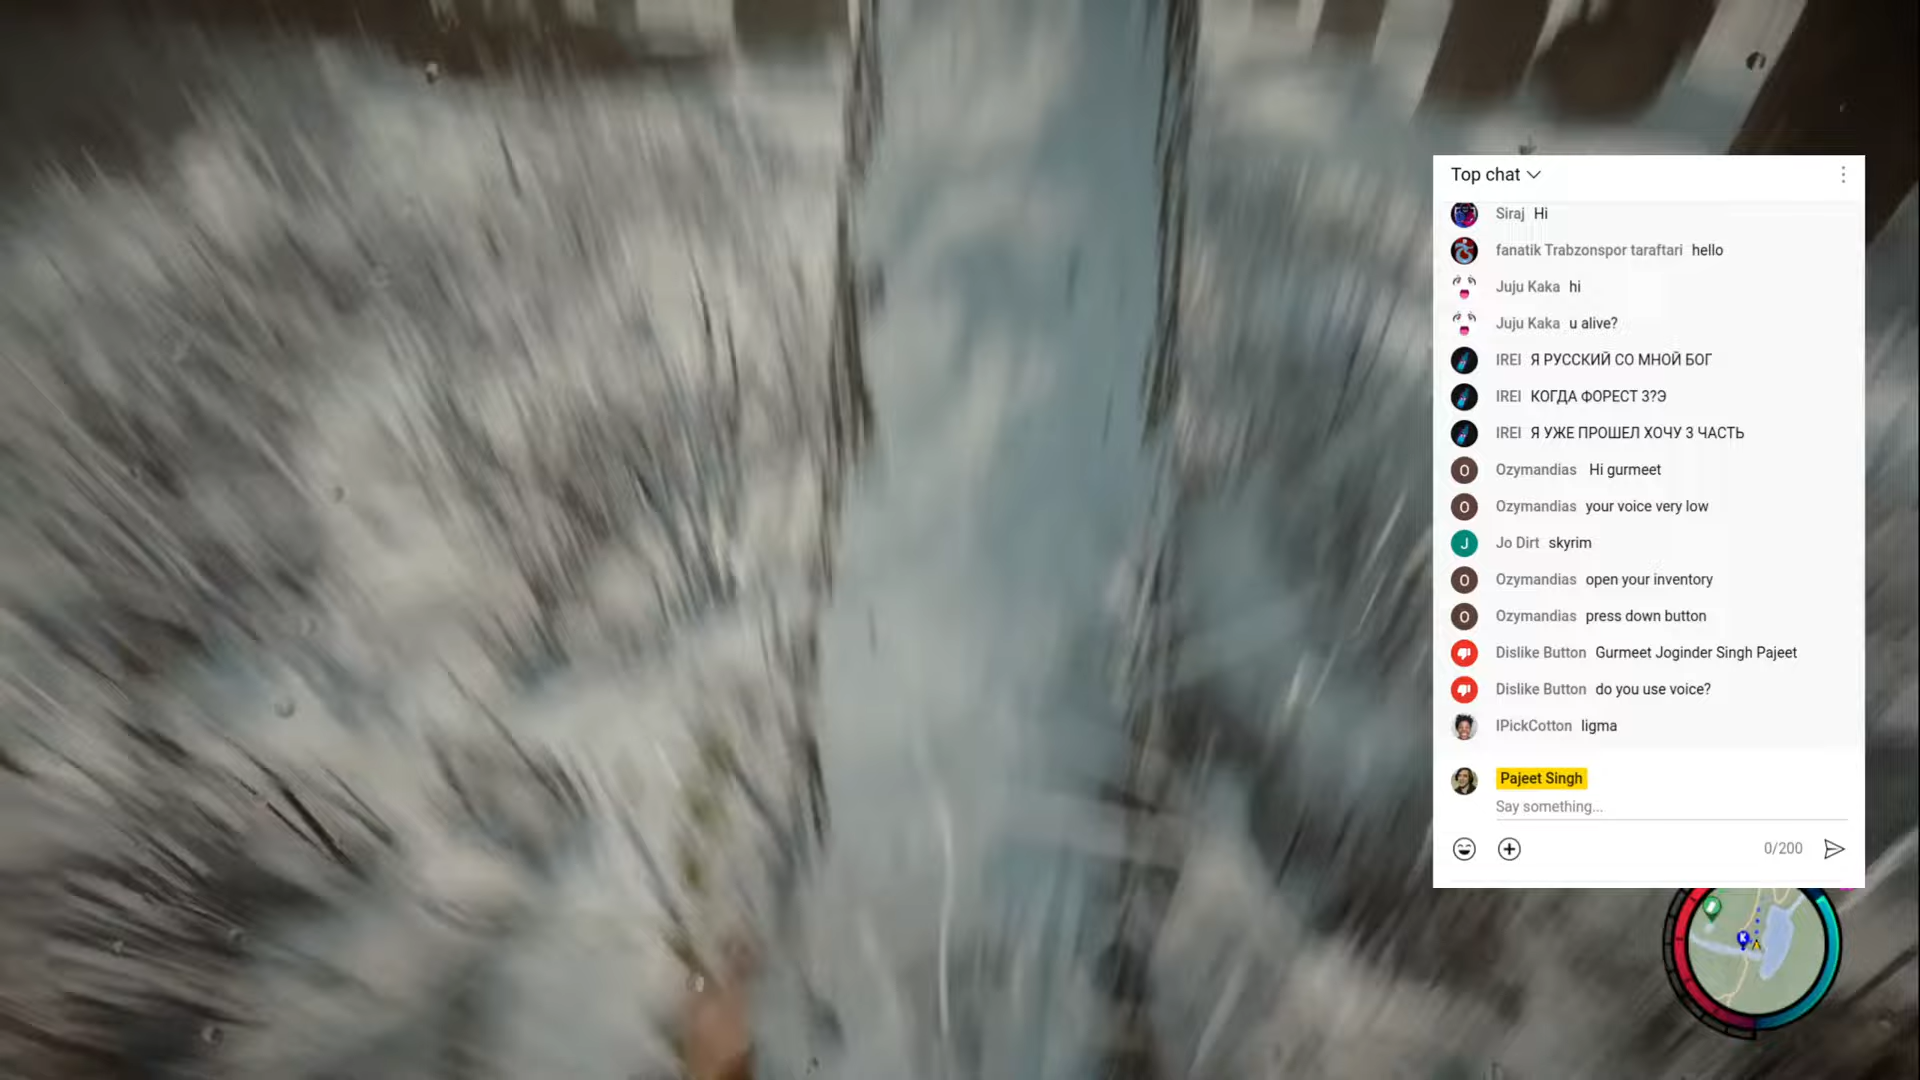 Top chat
Siraj Hi
fanatik Trabzonspor taraftari hello
Juju Kaka hi
Juju Kaka u alive?
IREI Я РУССКИЙ СО МНОЙ БОГ
IREI КОГДА ФОРЕСТ 3?Э
IREI Я УЖЕ ПРОШЕЛ ХОЧУ 3 ЧАСТЬ
O Ozymandias Hi gurmeet
O Ozymandias your voice very low
J Jo Dirt skyrim
O Ozymandias open your inventory
O Ozymandias press down button
Dislike Button Gurmeet Joginder Singh Pajeet
Dislike Button do you use voice?
IPickCotton ligma
Pajeet Singh
Say something...
0/200
K